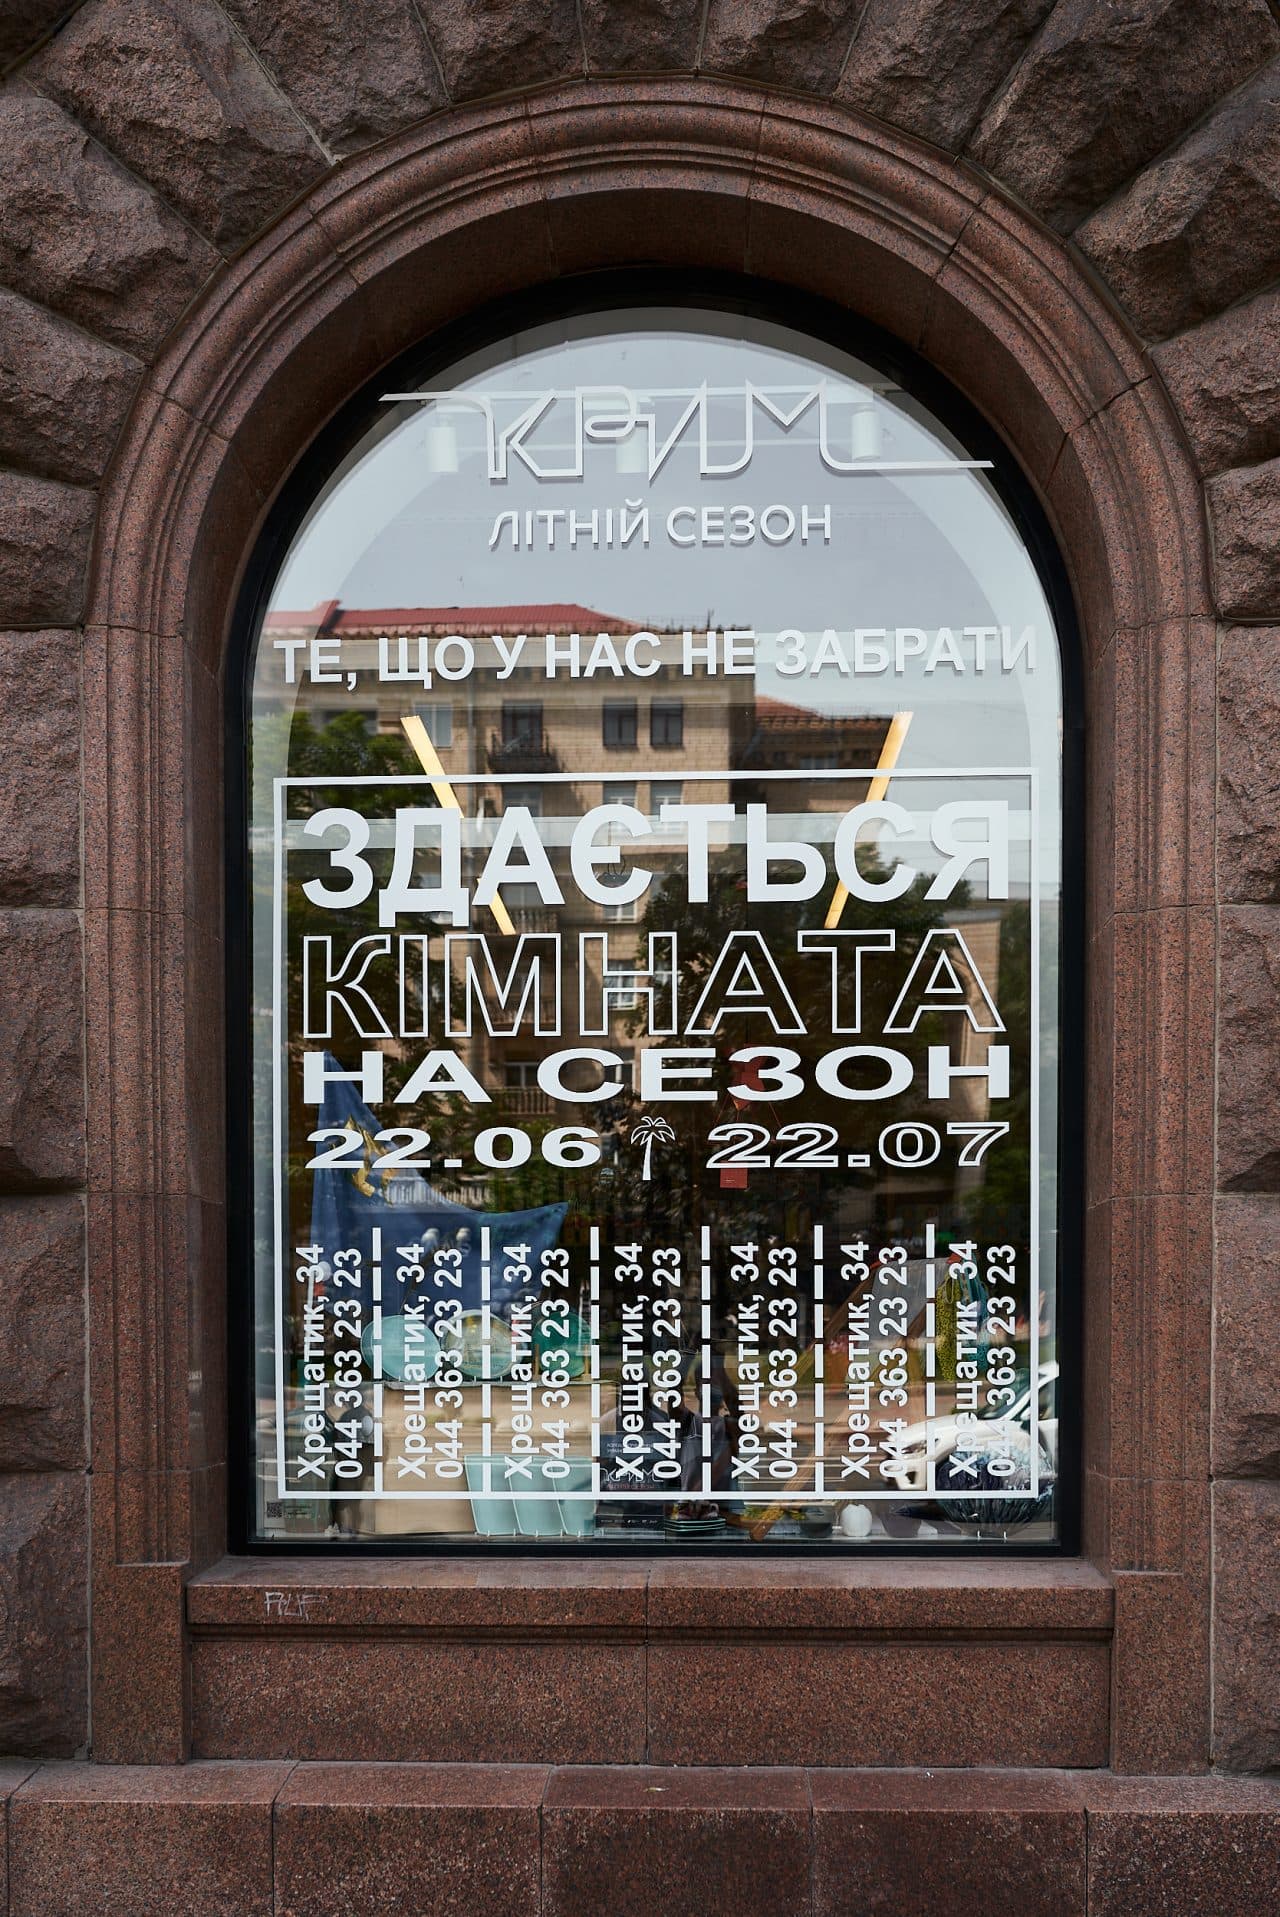 КРИМ
ЛІТНІЙ СЕЗОН
ТЕ, ЩО У НАС НЕ ЗАБРАТИ
ЗДАЄТЬСЯ
КІМНАТА
НА СЕЗОН
22.06 22.07
Хрещатик, 34
044 363 23 23
Хрещатик, 34
044 363 23 23
Хрещатик, 34
044 363 23 23
Хрещатик, 34
044 363 23 23
Хрещатик, 34
044 363 23 23
Хрещатик, 34
044 363 23 23
Хрещатик, 34
044 363 23 23